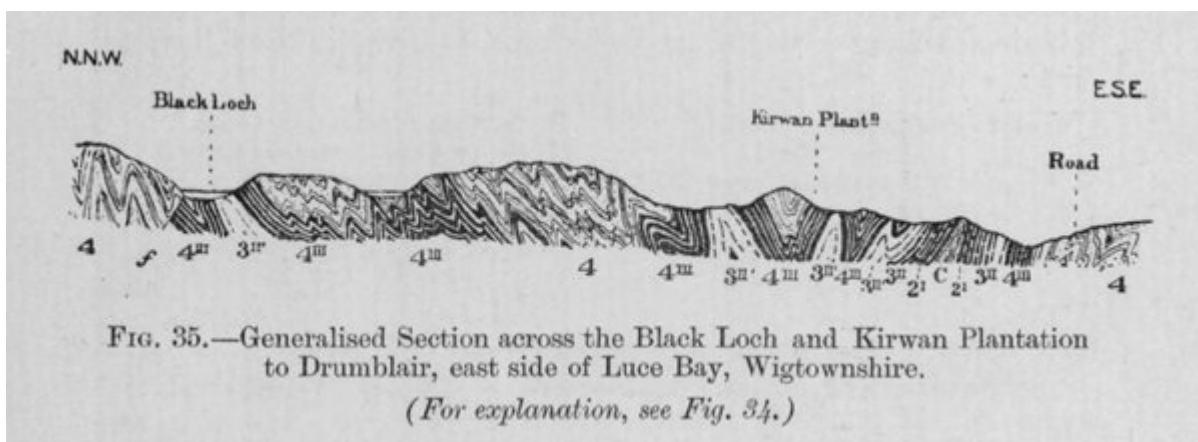 N.N.W.
E.S.E.
Black Loch
Kirwan Plantⁿ
Road
4 f 4ᴵᴵᴵ 3ᴵᴵ' 4ᴵᴵᴵ 4ᴵᴵᴵ 4 4ᴵᴵᴵ 3ᴵᴵ' 4ᴵᴵᴵ 3ᴵᴵ' 4ᴵᴵᴵ 3ᴵᴵ' 3ᴵᴵ 2ᴵ C 2ᴵ 3ᴵᴵ 4ᴵᴵᴵ 4
FIG. 35.—Generalised Section across the Black Loch and Kirwan Plantation
to Drumblair, east side of Luce Bay, Wigtownshire.
(For explanation, see Fig. 34.)